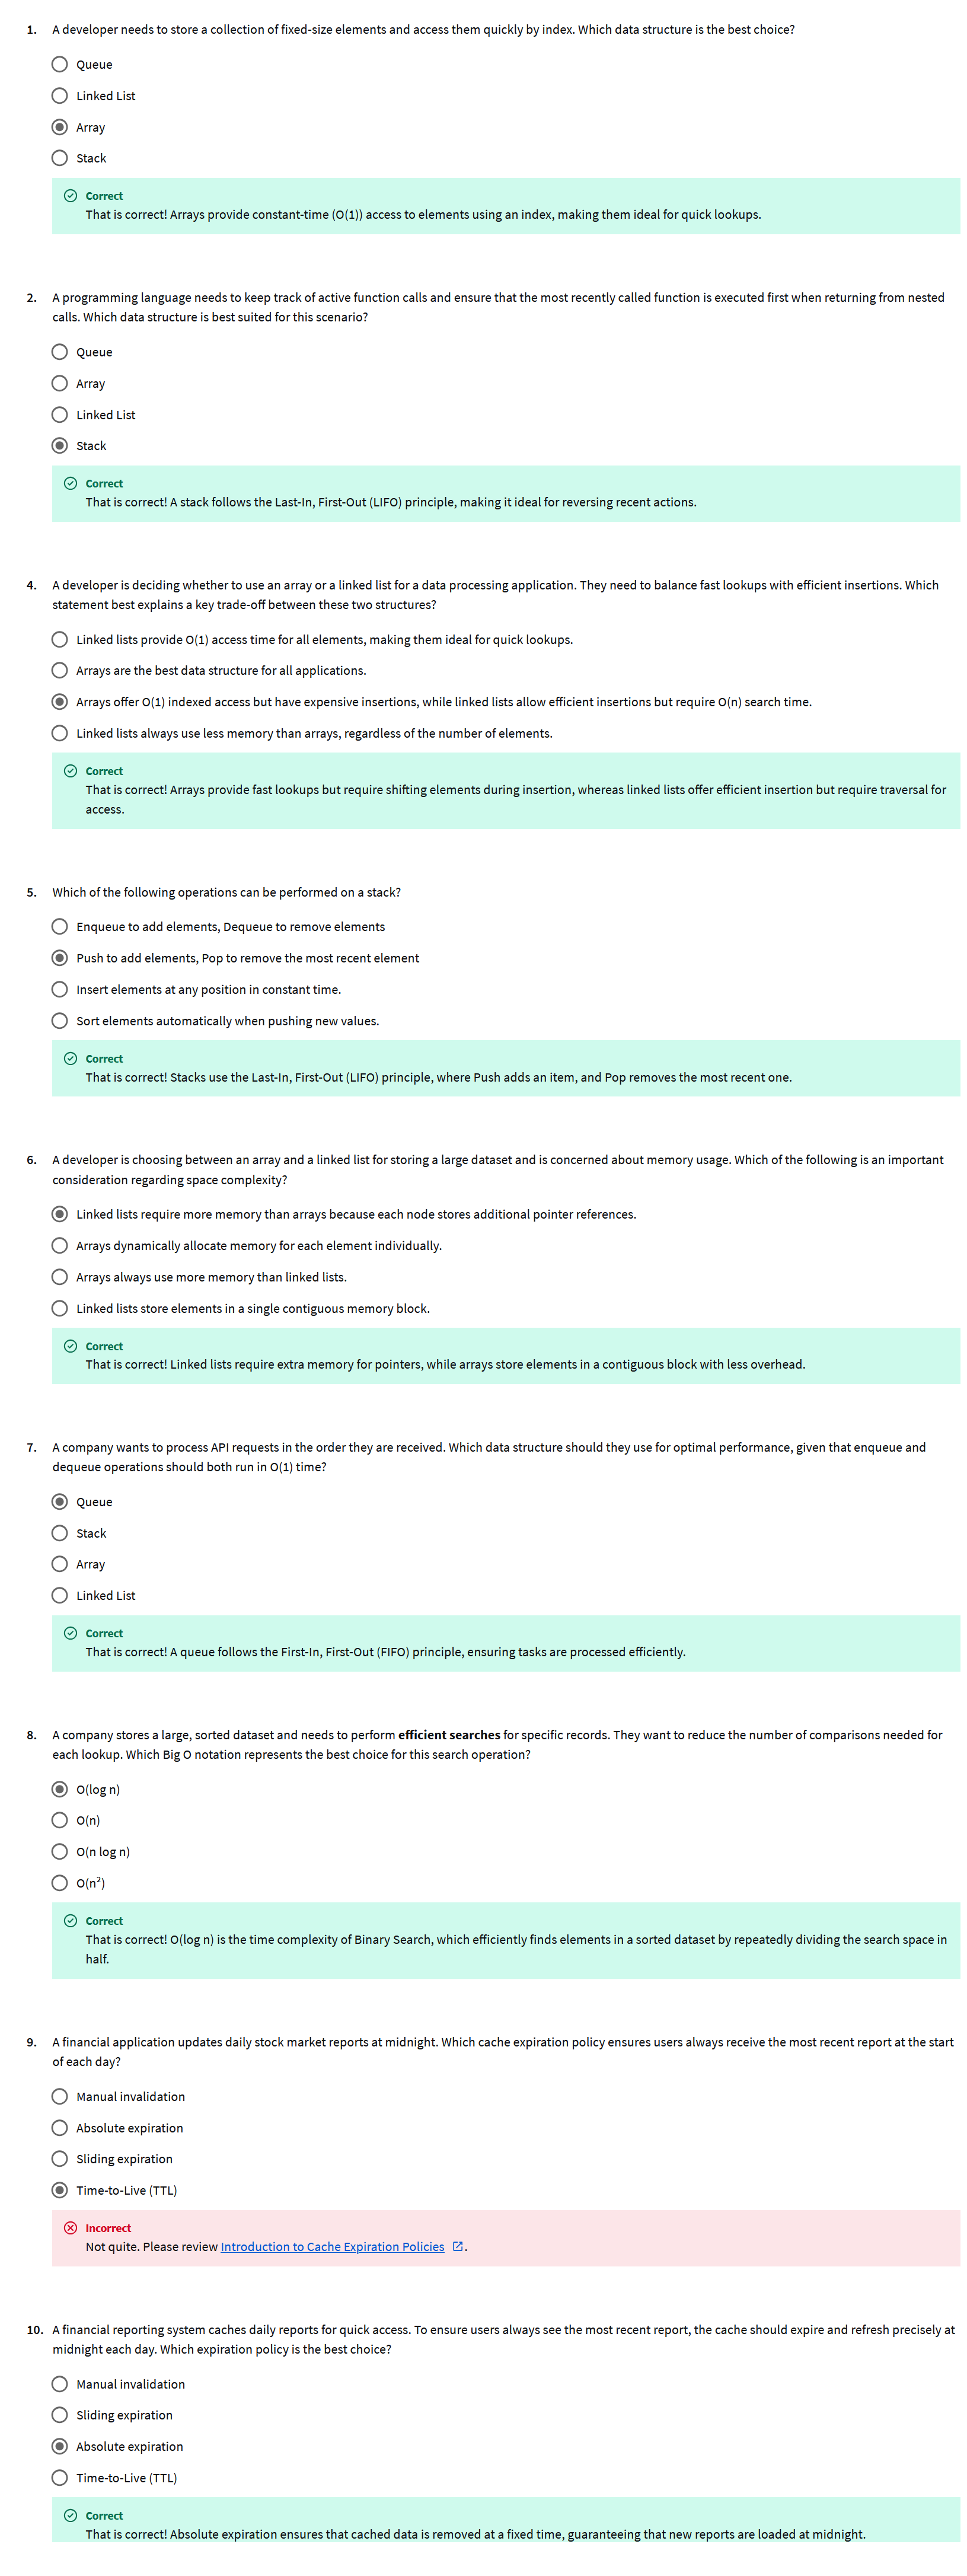 1. A developer needs to store a collection of fixed-size elements and access them quickly by index. Which data structure is the best choice?
Queue
Linked List
Array
Stack
Correct
That is correct! Arrays provide constant-time (O(1)) access to elements using an index, making them ideal for quick lookups.
2. A programming language needs to keep track of active function calls and ensure that the most recently called function is executed first when returning from nested
calls. Which data structure is best suited for this scenario?
Queue
Array
Linked List
Stack
Correct
That is correct! A stack follows the Last-In, First-Out (LIFO) principle, making it ideal for reversing recent actions.
4. A developer is deciding whether to use an array or a linked list for a data processing application. They need to balance fast lookups with efficient insertions. Which
statement best explains a key trade-off between these two structures?
Linked lists provide O(1) access time for all elements, making them ideal for quick lookups.
Arrays are the best data structure for all applications.
Arrays offer O(1) indexed access but have expensive insertions, while linked lists allow efficient insertions but require O(n) search time.
Linked lists always use less memory than arrays, regardless of the number of elements.
Correct
That is correct! Arrays provide fast lookups but require shifting elements during insertion, whereas linked lists offer efficient insertion but require traversal for
access.
5. Which of the following operations can be performed on a stack?
Enqueue to add elements, Dequeue to remove elements
Push to add elements, Pop to remove the most recent element
Insert elements at any position in constant time.
Sort elements automatically when pushing new values.
Correct
That is correct! Stacks use the Last-In, First-Out (LIFO) principle, where Push adds an item, and Pop removes the most recent one.
6. A developer is choosing between an array and a linked list for storing a large dataset and is concerned about memory usage. Which of the following is an important
consideration regarding space complexity?
Linked lists require more memory than arrays because each node stores additional pointer references.
Arrays dynamically allocate memory for each element individually.
Arrays always use more memory than linked lists.
Linked lists store elements in a single contiguous memory block.
Correct
That is correct! Linked lists require extra memory for pointers, while arrays store elements in a contiguous block with less overhead.
7. A company wants to process API requests in the order they are received. Which data structure should they use for optimal performance, given that enqueue and
dequeue operations should both run in O(1) time?
Queue
Stack
Array
Linked List
Correct
That is correct! A queue follows the First-In, First-Out (FIFO) principle, ensuring tasks are processed efficiently.
8. A company stores a large, sorted dataset and needs to perform efficient searches for specific records. They want to reduce the number of comparisons needed for
each lookup. Which Big O notation represents the best choice for this search operation?
O(log n)
O(n)
O(n log n)
O(n²)
Correct
That is correct! O(log n) is the time complexity of Binary Search, which efficiently finds elements in a sorted dataset by repeatedly dividing the search space in
half.
9. A financial application updates daily stock market reports at midnight. Which cache expiration policy ensures users always receive the most recent report at the start
of each day?
Manual invalidation
Absolute expiration
Sliding expiration
Time-to-Live (TTL)
Incorrect
Not quite. Please review Introduction to Cache Expiration Policies .
10. A financial reporting system caches daily reports for quick access. To ensure users always see the most recent report, the cache should expire and refresh precisely at
midnight each day. Which expiration policy is the best choice?
Manual invalidation
Sliding expiration
Absolute expiration
Time-to-Live (TTL)
Correct
That is correct! Absolute expiration ensures that cached data is removed at a fixed time, guaranteeing that new reports are loaded at midnight.